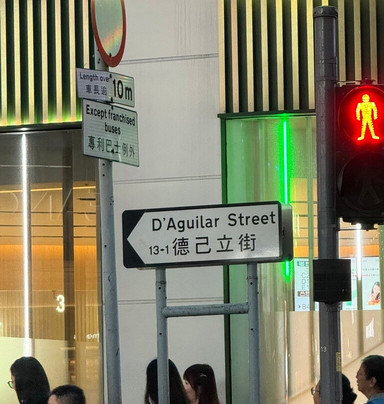 Length over
車長逾
10m
Except franchised
buses
專利巴士例外
D'Aguilar Street
13-1 德己立街
3